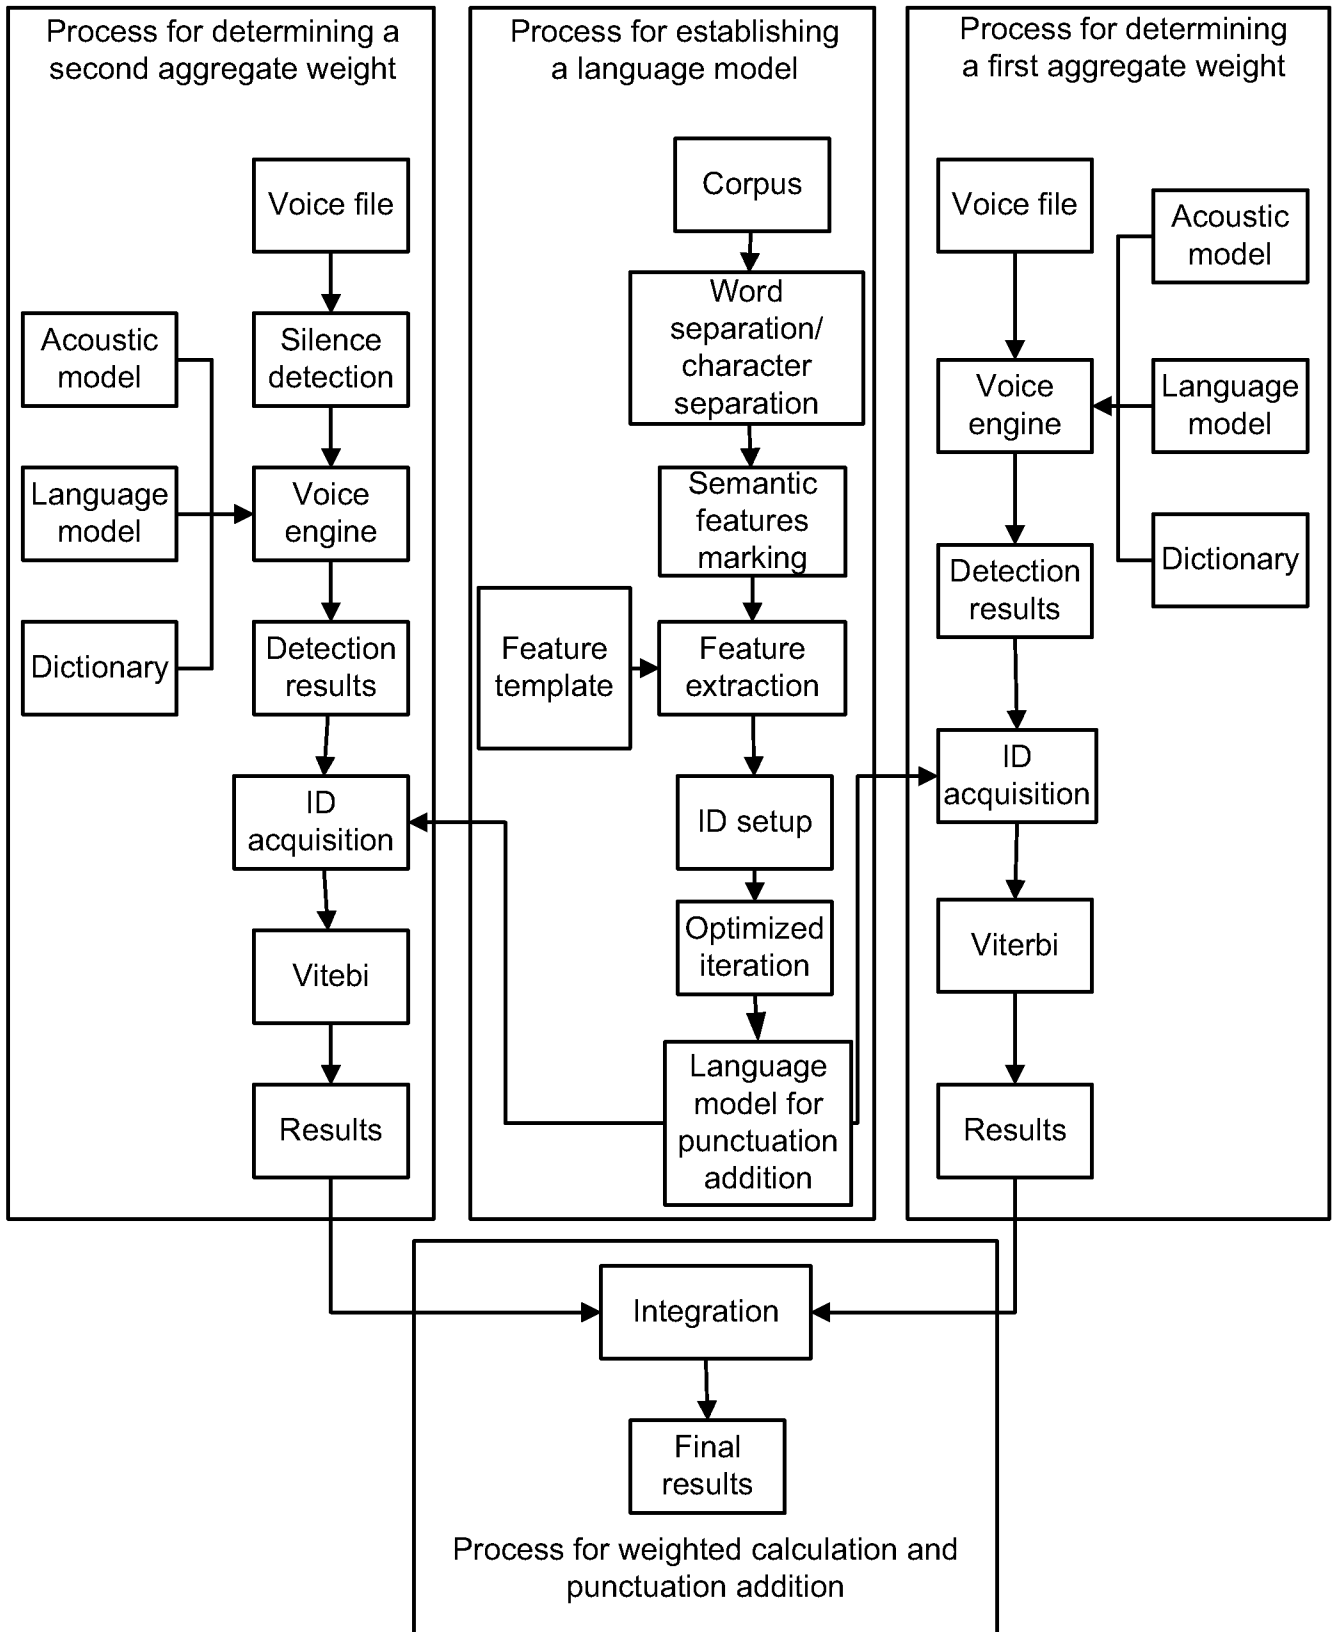 Process for determining a
second aggregate weight
Voice file
Silence
detection
Acoustic
model
Language
model
Dictionary
Voice
engine
Detection
results
ID
acquisition
Vitebi
Results
Process for establishing
a language model
Corpus
Word
separation/
character
separation
Semantic
features
marking
Feature
template
Feature
extraction
ID setup
Optimized
iteration
Language
model for
punctuation
addition
Process for determining
a first aggregate weight
Voice file
Acoustic
model
Language
model
Dictionary
Voice
engine
Detection
results
ID
acquisition
Viterbi
Results
Integration
Final
results
Process for weighted calculation and
punctuation addition